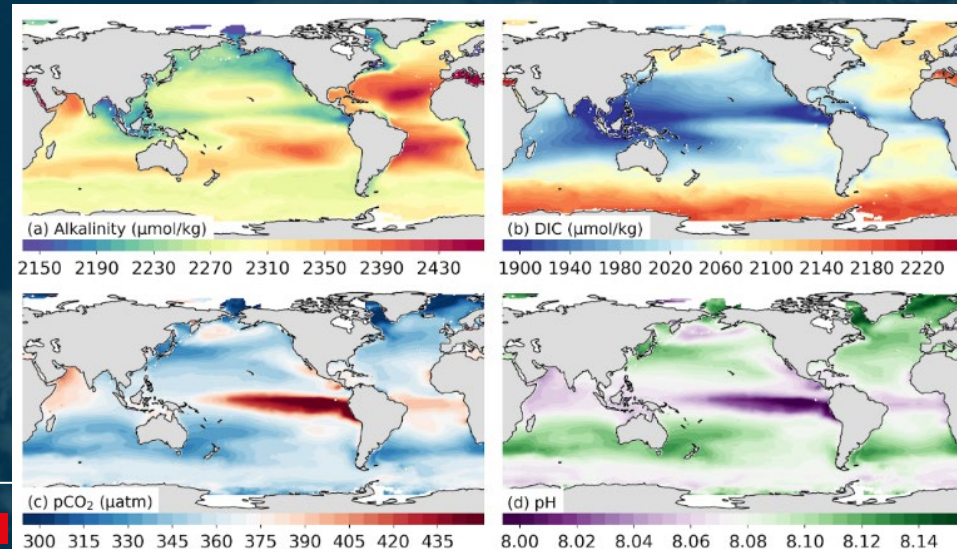 (a) Alkalinity (µmol/kg)
2150 2190 2230 2270 2310 2350 2390 2430
(b) DIC (µmol/kg)
1900 1940 1980 2020 2060 2100 2140 2180 2220
(c) pCO₂ (µatm)
300 315 330 345 360 375 390 405 420 435
(d) pH
8.00 8.02 8.04 8.06 8.08 8.10 8.12 8.14